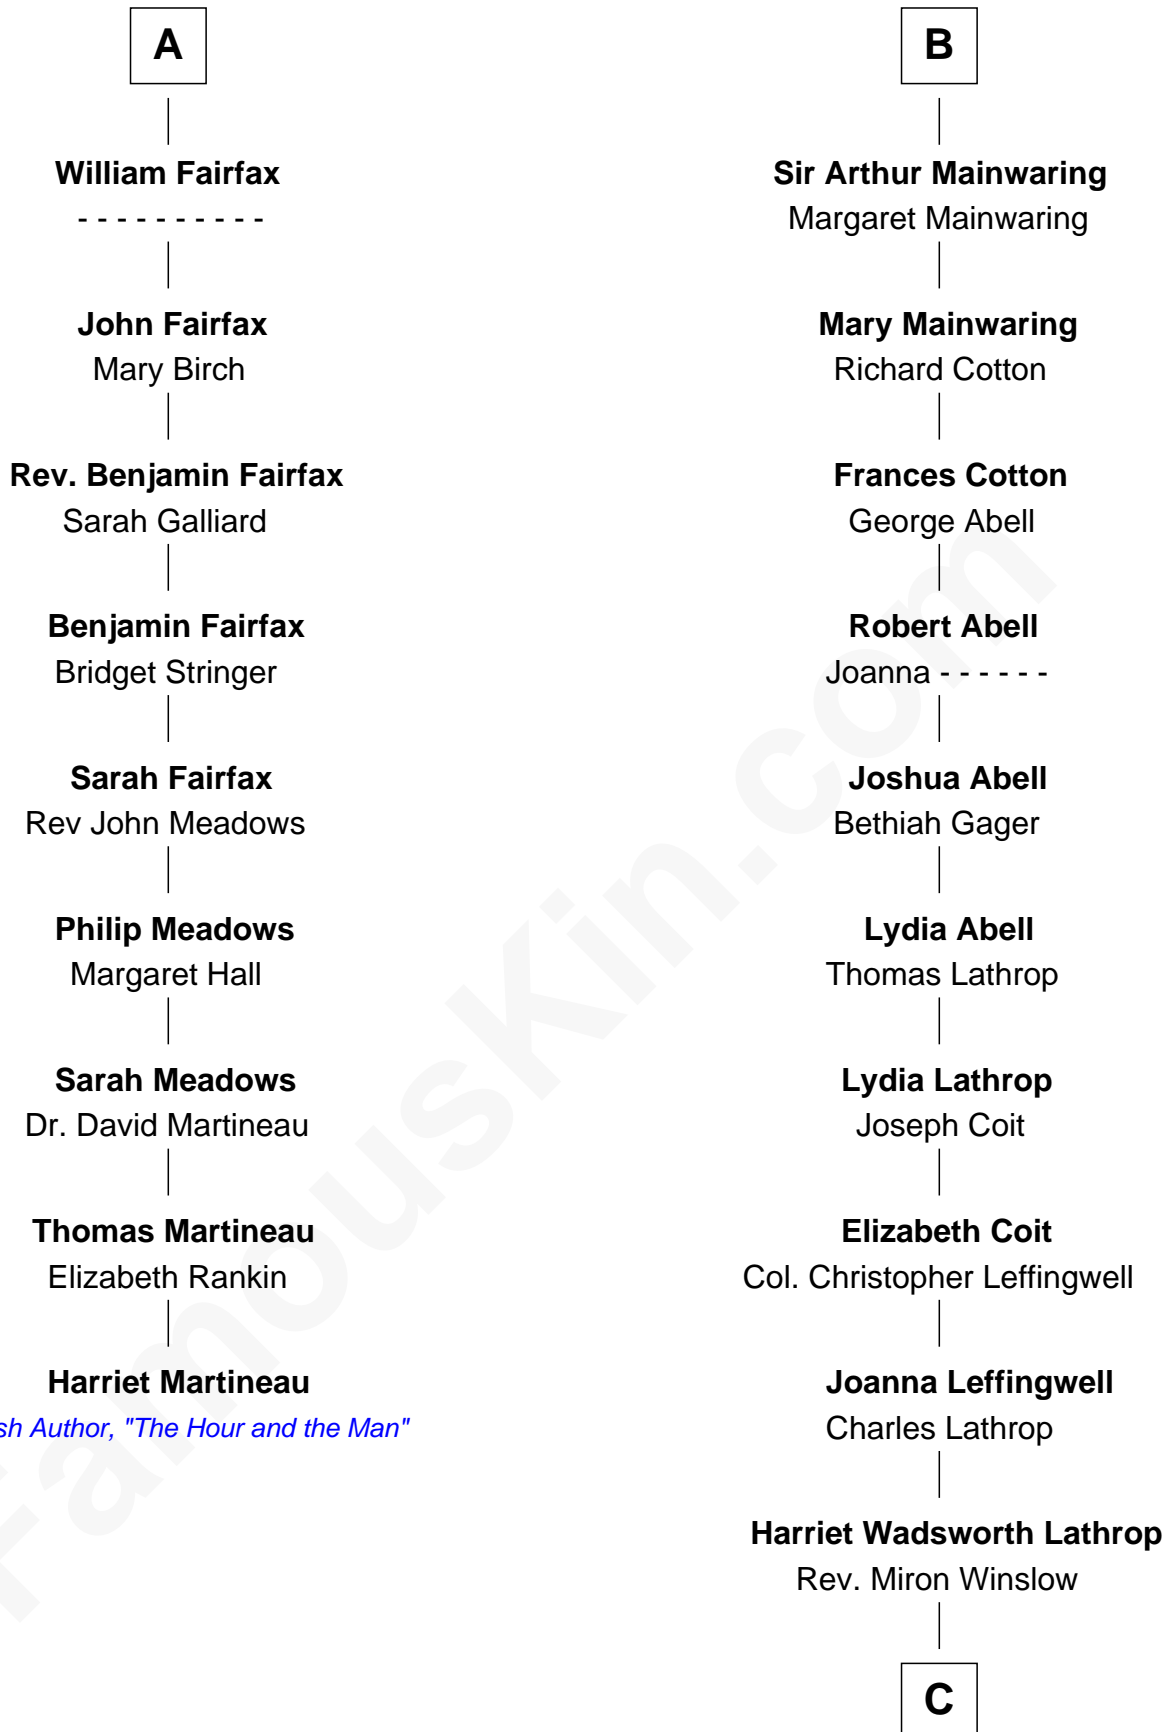 A
William Fairfax
- - - - - - - - - -
John Fairfax
Mary Birch
Rev. Benjamin Fairfax
Sarah Galliard
Benjamin Fairfax
Bridget Stringer
Sarah Fairfax
Rev John Meadows
Philip Meadows
Margaret Hall
Sarah Meadows
Dr. David Martineau
Thomas Martineau
Elizabeth Rankin
Harriet Martineau
sh Author, "The Hour and the Man"
B
Sir Arthur Mainwaring
Margaret Mainwaring
Mary Mainwaring
Richard Cotton
Frances Cotton
George Abell
Robert Abell
Joanna - - - - - -
Joshua Abell
Bethiah Gager
Lydia Abell
Thomas Lathrop
Lydia Lathrop
Joseph Coit
Elizabeth Coit
Col. Christopher Leffingwell
Joanna Leffingwell
Charles Lathrop
Harriet Wadsworth Lathrop
Rev. Miron Winslow
C
FamousKin.com